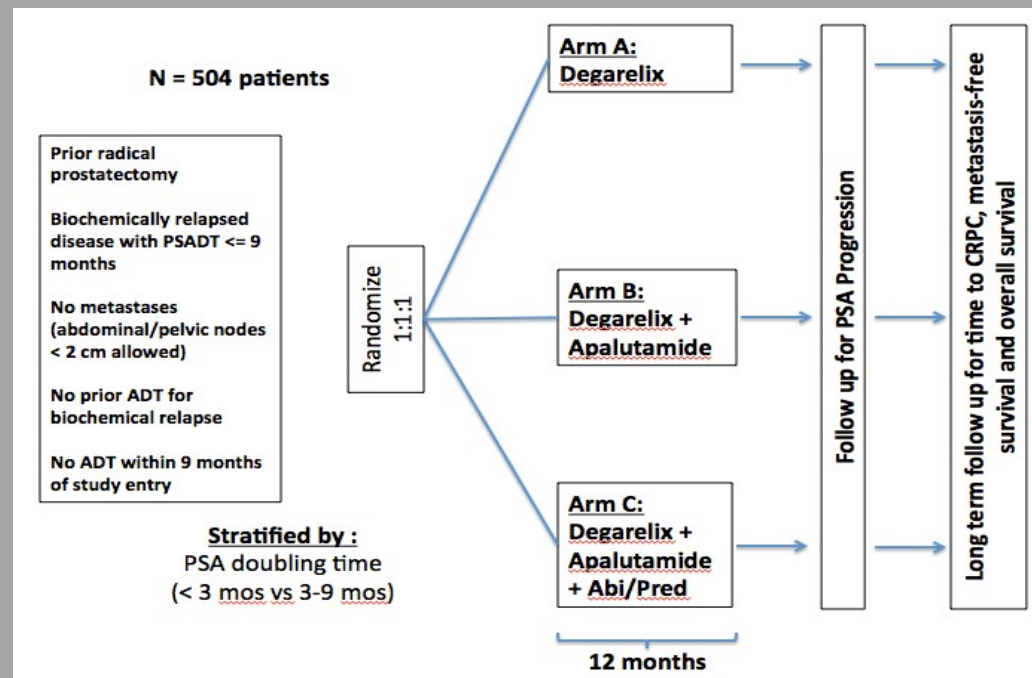 N = 504 patients
Prior radical
prostatectomy
Biochemically relapsed
disease with PSADT <= 9
months
No metastases
(abdominal/pelvic nodes
< 2 cm allowed)
No prior ADT for
biochemical relapse
No ADT within 9 months
of study entry
Stratified by :
PSA doubling time
(< 3 mos vs 3-9 mos)
Randomize
1:1:1
Arm A:
Degarelix
Arm B:
Degarelix +
Apalutamide
Arm C:
Degarelix +
Apalutamide
+ Abi/Pred
12 months
Follow up for PSA Progression
Long term follow up for time to CRPC, metastasis-free
survival and overall survival